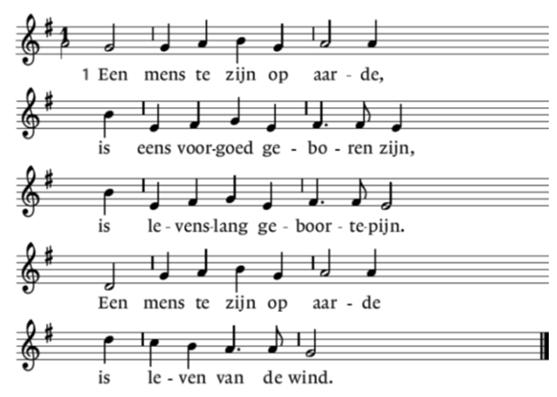 1 Een mens te zijn op aar - de,
is eens voor-goed ge - bo - ren zijn,
is le - vens-lang ge - boor - te-pijn.
Een mens te zijn op aar - de
is le - ven van de wind.